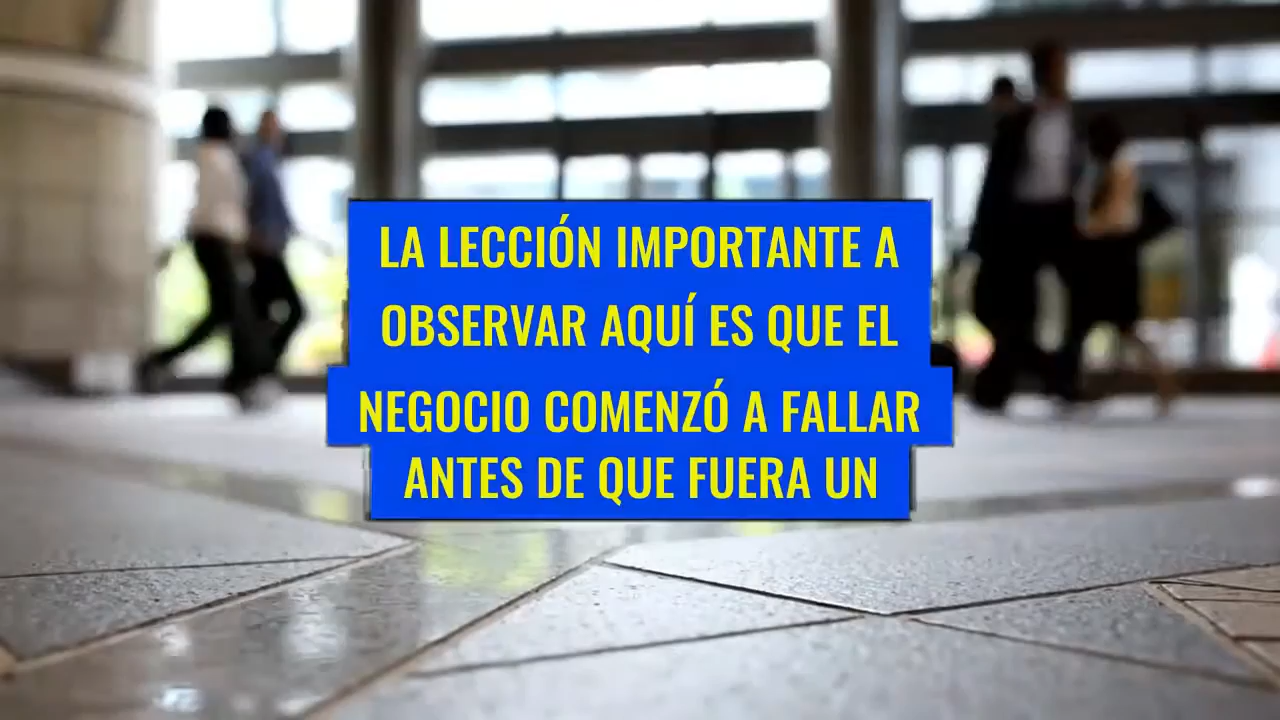 LA LECCIÓN IMPORTANTE A
OBSERVAR AQUÍ ES QUE EL
NEGOCIO COMENZÓ A FALLAR
ANTES DE QUE FUERA UN